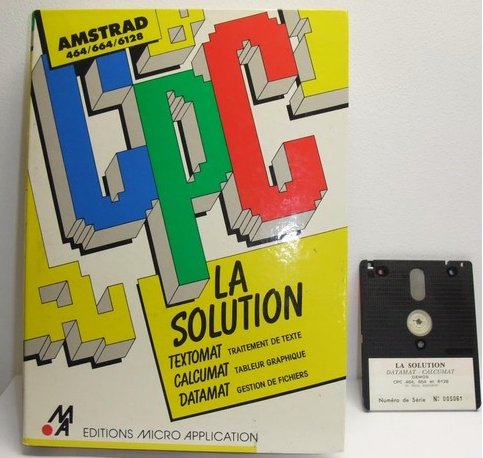 AMSTRAD
464/664/6128
CPC
LA
SOLUTION
TEXTOMAT TRAITEMENT DE TEXTE
CALCUMAT TABLEUR GRAPHIQUE
DATAMAT GESTION DE FICHIERS
MA
EDITIONS MICRO APPLICATION
LA SOLUTION
DATAMAT - CALCUMAT
DEMOS
CPC 464, 664 et 6128
Numéro de Série N° 005061